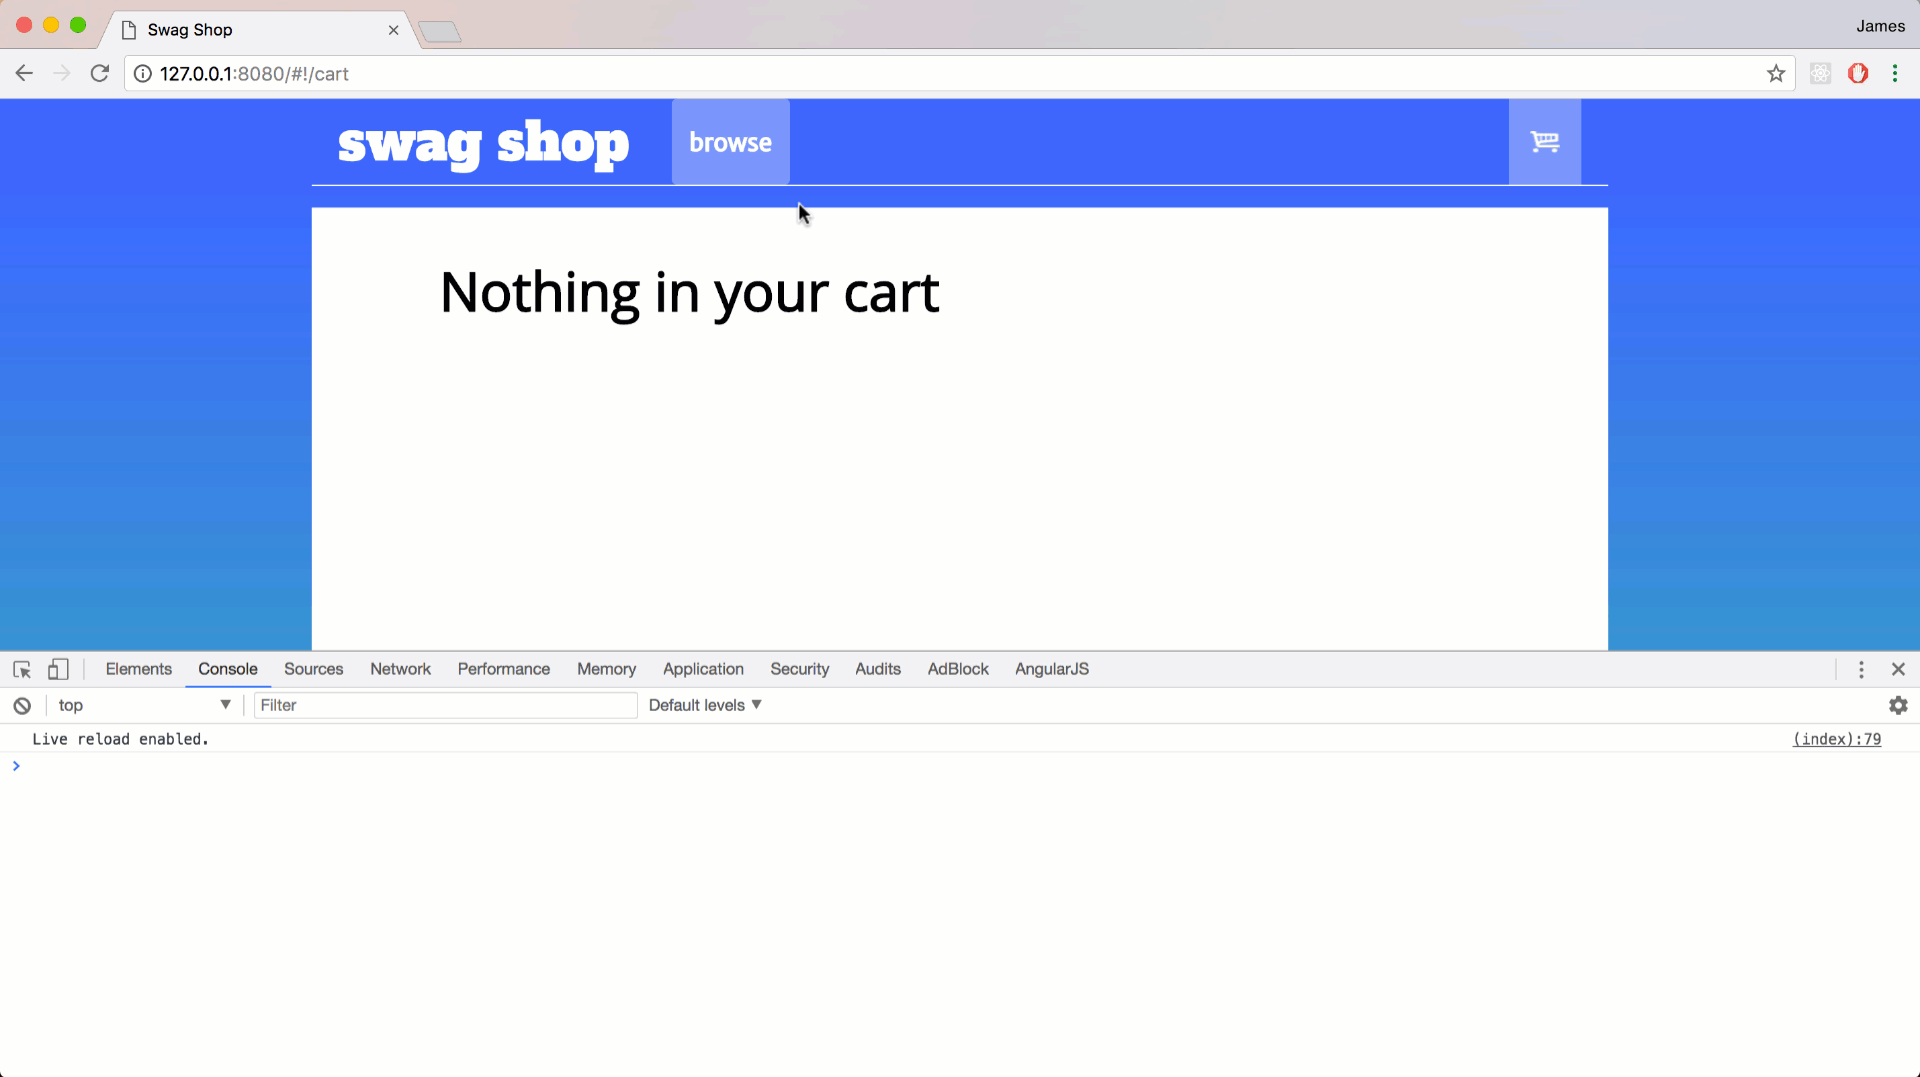 Swag Shop
James
127.0.0.1:8080/#!/cart
swag shop
browse
Nothing in your cart
Elements Console Sources Network Performance Memory Application Security Audits AdBlock AngularJS
top Filter Default levels
Live reload enabled. (index):79